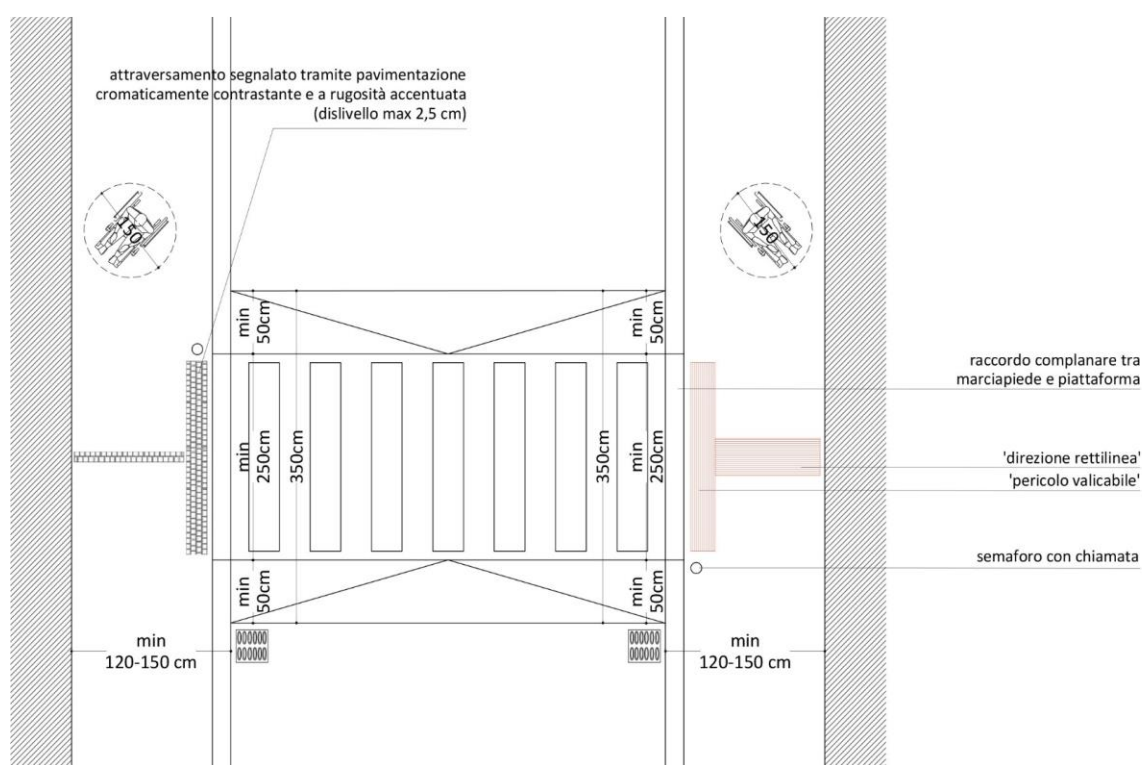 attraversamento segnalato tramite pavimentazione
cromaticamente contrastante e a rugosità accentuata
(dislivello max 2,5 cm)
150
150
min
50cm
min
50cm
raccordo complanare tra
marciapiede e piattaforma
min
250cm
350cm
350cm
min
250cm
'direzione rettilinea'
'pericolo valicabile'
semaforo con chiamata
min
50cm
min
50cm
min
120-150 cm
min
120-150 cm